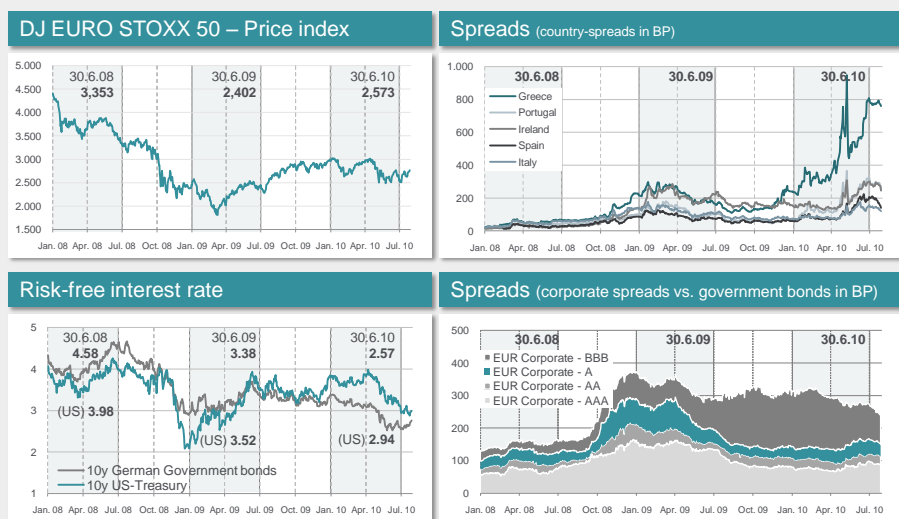 DJ EURO STOXX 50 – Price index
5.000
4.500
4.000
3.500
3.000
2.500
2.000
1.500
30.6.08
3,353
30.6.09
2,402
30.6.10
2,573
Jan. 08 Apr. 08 Jul. 08 Oct. 08 Jan. 09 Apr. 09 Jul. 09 Oct. 09 Jan. 10 Apr. 10 Jul. 10
Spreads (country-spreads in BP)
1.000
800
600
400
200
0
30.6.08
30.6.09
30.6.10
Greece
Portugal
Ireland
Spain
Italy
Jan. 08 Apr. 08 Jul. 08 Oct. 08 Jan. 09 Apr. 09 Jul. 09 Oct. 09 Jan. 10 Apr. 10 Jul. 10
Risk-free interest rate
5
4
3
2
1
30.6.08
4.58
30.6.09
3.38
30.6.10
2.57
(US) 3.98
(US) 3.52
(US) 2.94
10y German Government bonds
10y US-Treasury
Jan. 08 Apr. 08 Jul. 08 Oct. 08 Jan. 09 Apr. 09 Jul. 09 Oct. 09 Jan. 10 Apr. 10 Jul. 10
Spreads (corporate spreads vs. government bonds in BP)
500
400
300
200
100
0
30.6.08
30.6.09
30.6.10
EUR Corporate - BBB
EUR Corporate - A
EUR Corporate - AA
EUR Corporate - AAA
Jan. 08 Apr. 08 Jul. 08 Oct. 08 Jan. 09 Apr. 09 Jul. 09 Oct. 09 Jan. 10 Apr. 10 Jul. 10